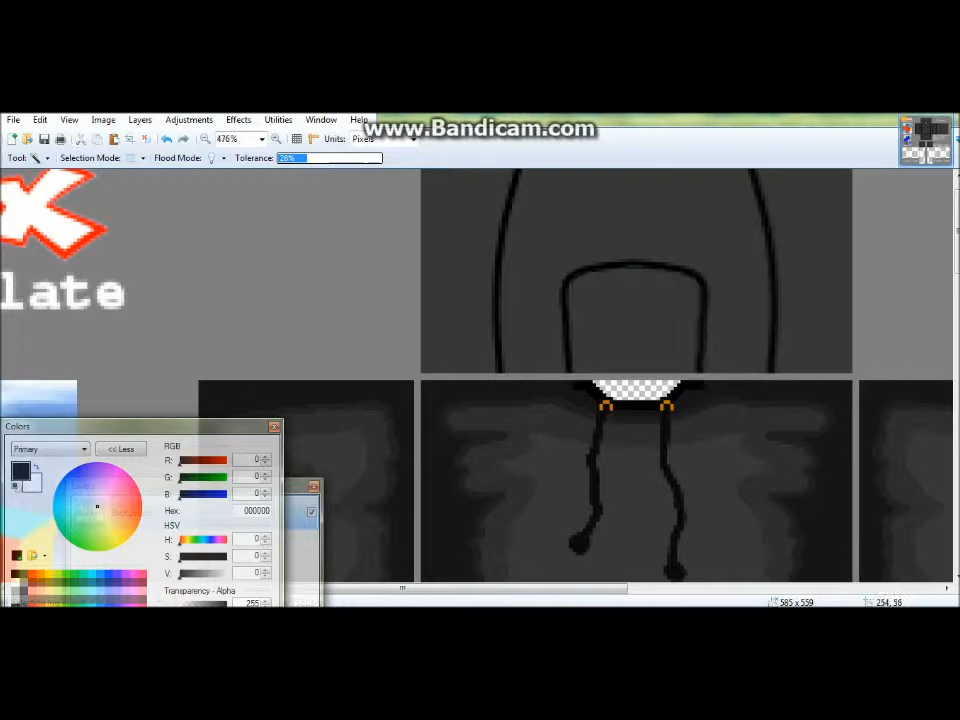 File Edit View Image Layers Adjustments Effects Utilities Window Help
www.Bandicam.com
476% Units: Pixels
Tool: Selection Mode: Flood Mode: Tolerance: 28%
late
Colors
Primary << Less RGB
R: 0
G: 0
B: 0
Hex: 000000
HSV
H: 0
S: 0
V: 0
Transparency - Alpha
255
585 x 559 254, 56